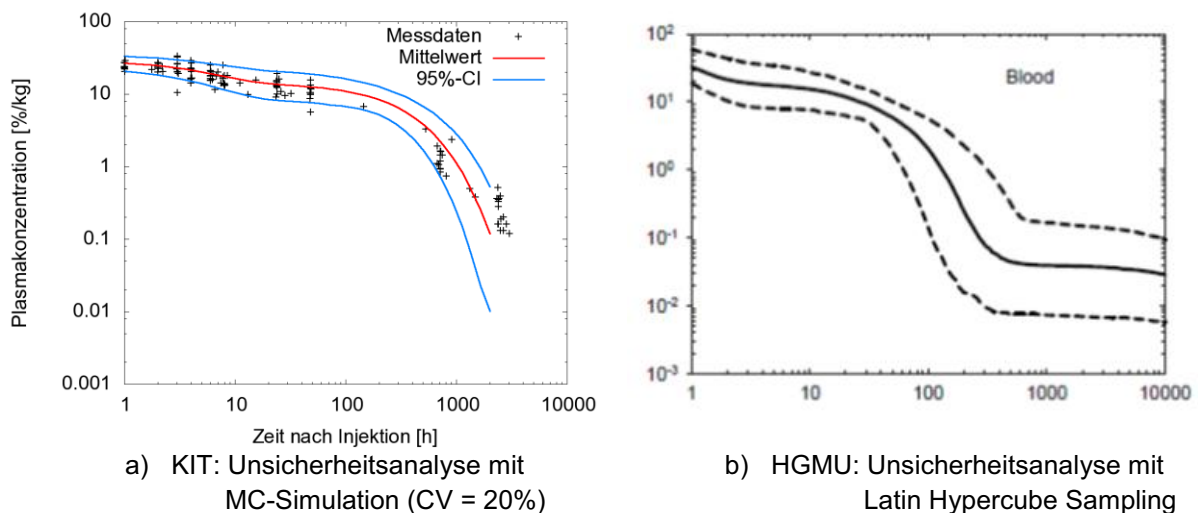 100
10
1
0.1
0.01
0.001
Plasmakonzentration [%/kg]
Messdaten
Mittelwert
95%-CI
1 10 100 1000 10000
Zeit nach Injektion [h]
a) KIT: Unsicherheitsanalyse mit
MC-Simulation (CV = 20%)
10²
10¹
10⁰
10⁻¹
10⁻²
10⁻³
Blood
1 10 100 1000 10000
b) HGMU: Unsicherheitsanalyse mit
Latin Hypercube Sampling